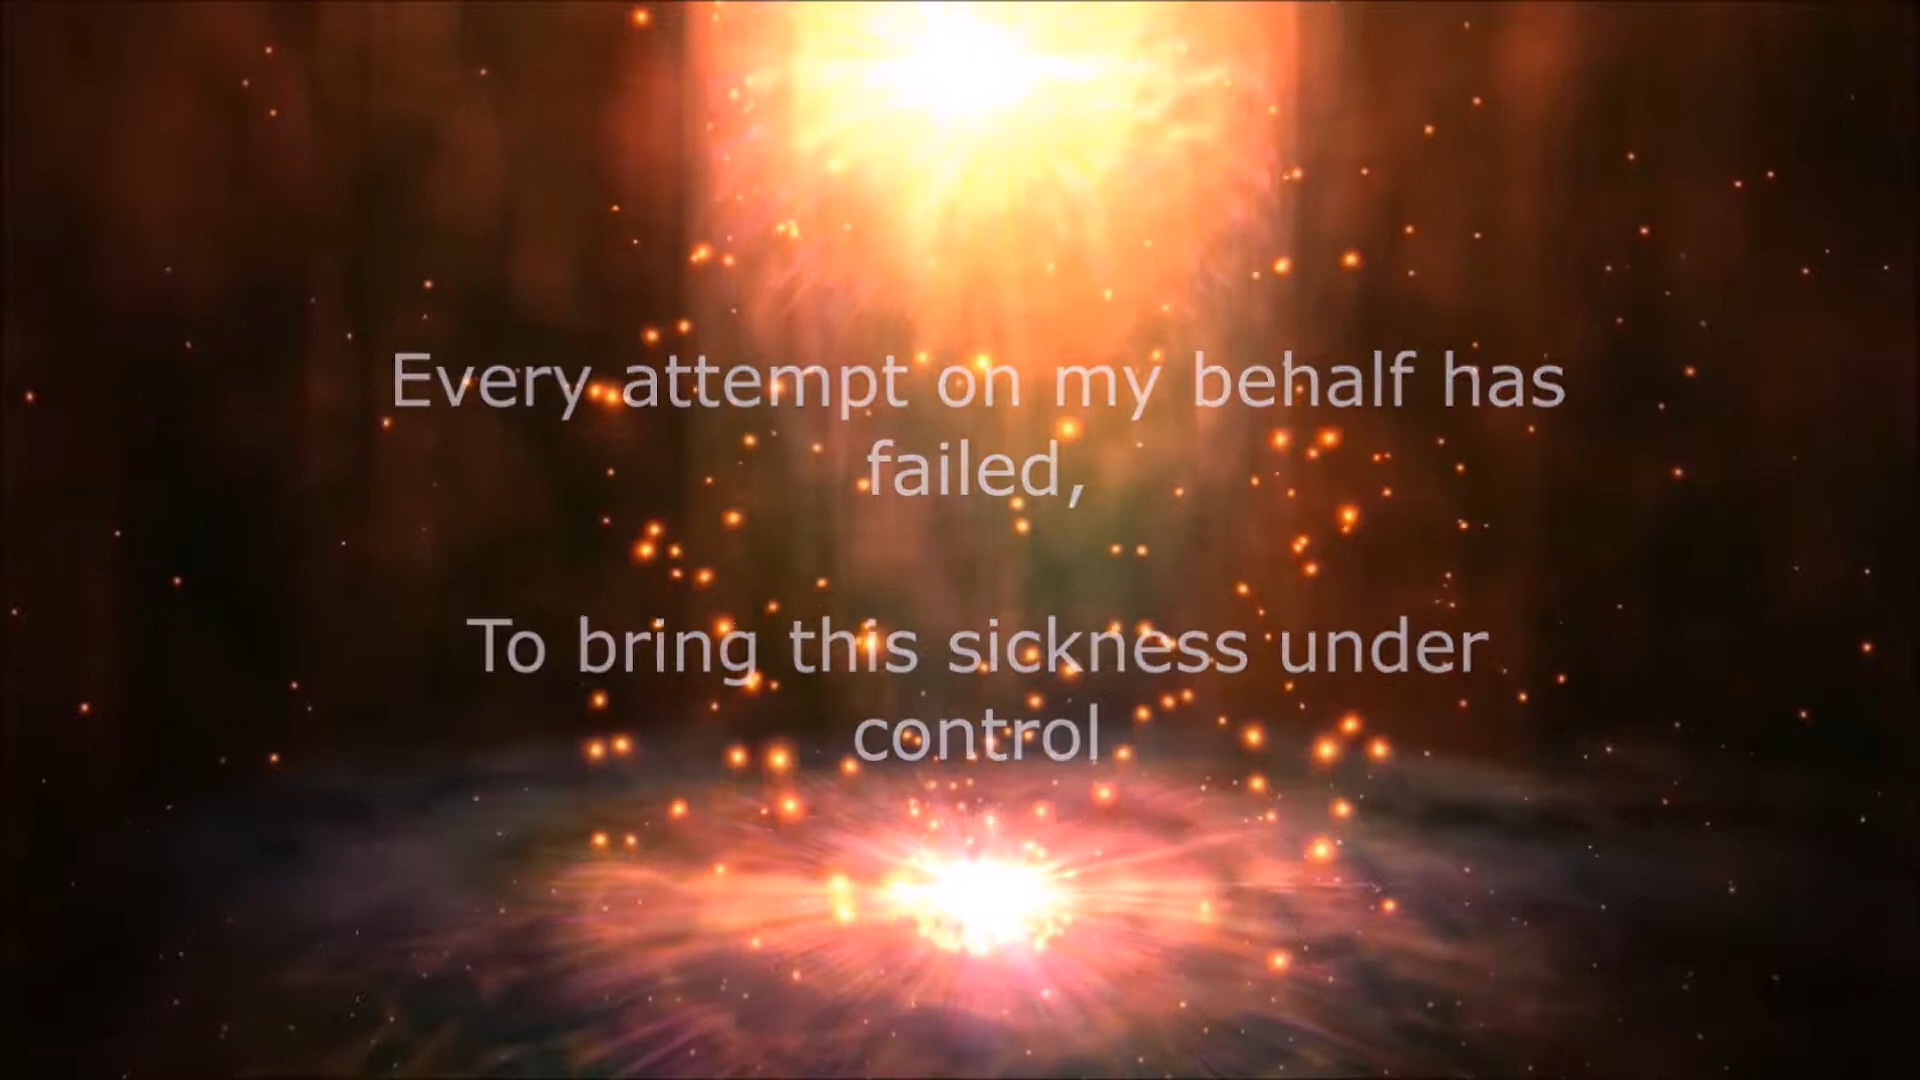 Every attempt on my behalf has
failed,
To bring this sickness under
control